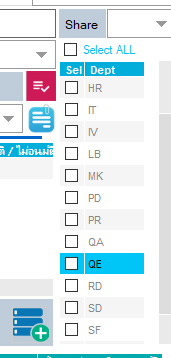 Share
Select ALL
Sel Dept
HR
IT
IV
LB
MK
PD
PR
QA
QE
RD
SD
SF